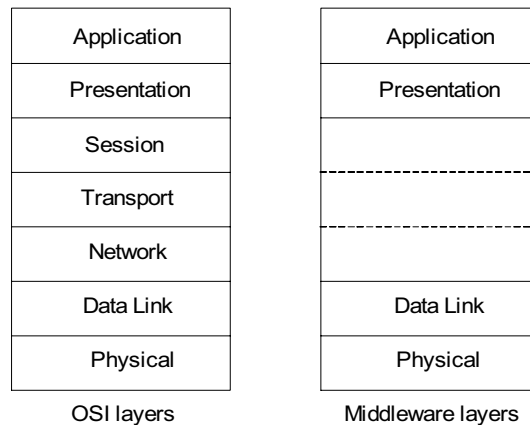 Application
Presentation
Session
Transport
Network
Data Link
Physical
OSI layers
Application
Presentation
Data Link
Physical
Middleware layers